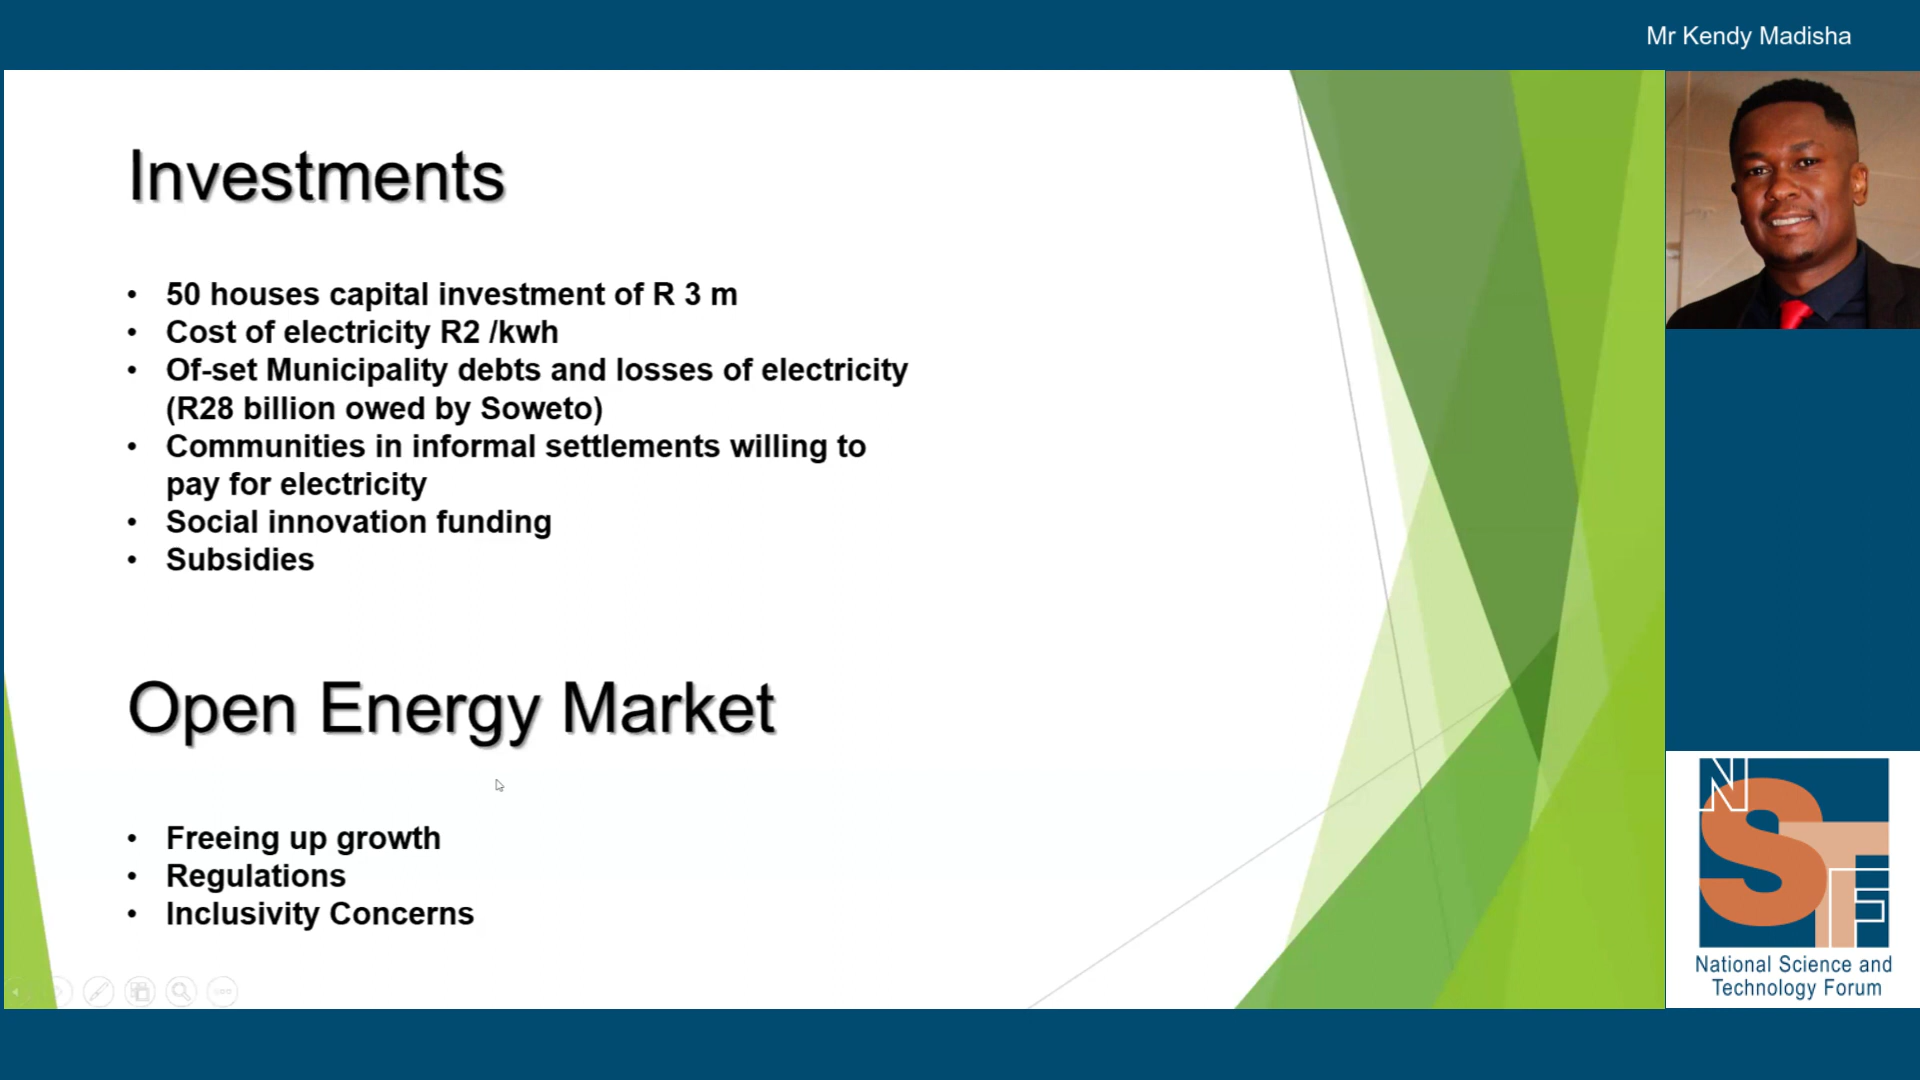 Mr Kendy Madisha
Investments
• 50 houses capital investment of R 3 m
• Cost of electricity R2 /kwh
• Of-set Municipality debts and losses of electricity
(R28 billion owed by Soweto)
• Communities in informal settlements willing to
pay for electricity
• Social innovation funding
• Subsidies
Open Energy Market
• Freeing up growth
• Regulations
• Inclusivity Concerns
NSTF
National Science and
Technology Forum